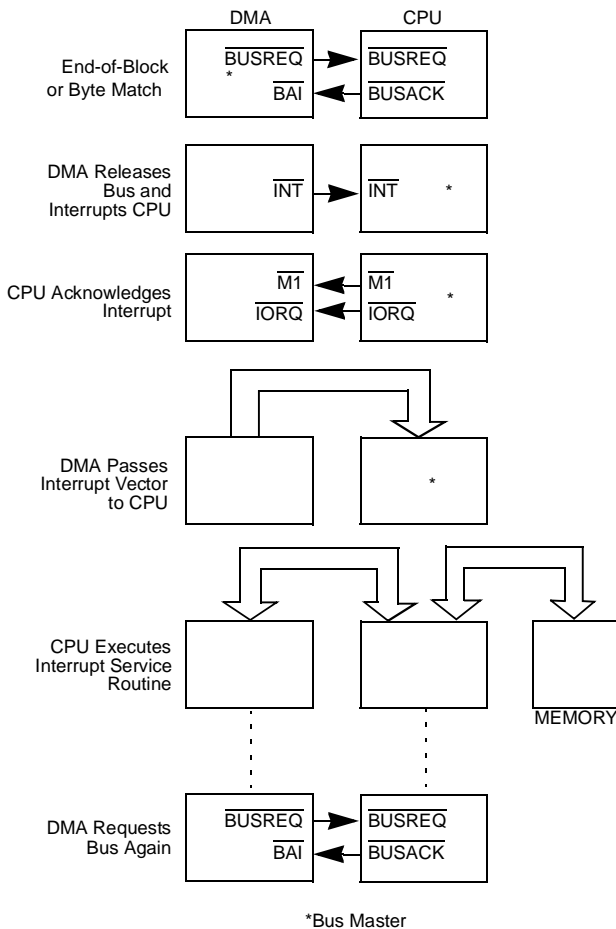 DMA CPU
End-of-Block
or Byte Match
BUSREQ BUSREQ
*
BAI BUSACK
DMA Releases
Bus and
Interrupts CPU
INT INT *
CPU Acknowledges
Interrupt
M1 M1
*
IORQ IORQ
DMA Passes
Interrupt Vector
to CPU
*
CPU Executes
Interrupt Service
Routine
MEMORY
DMA Requests
Bus Again
BUSREQ BUSREQ
BAI BUSACK
*Bus Master